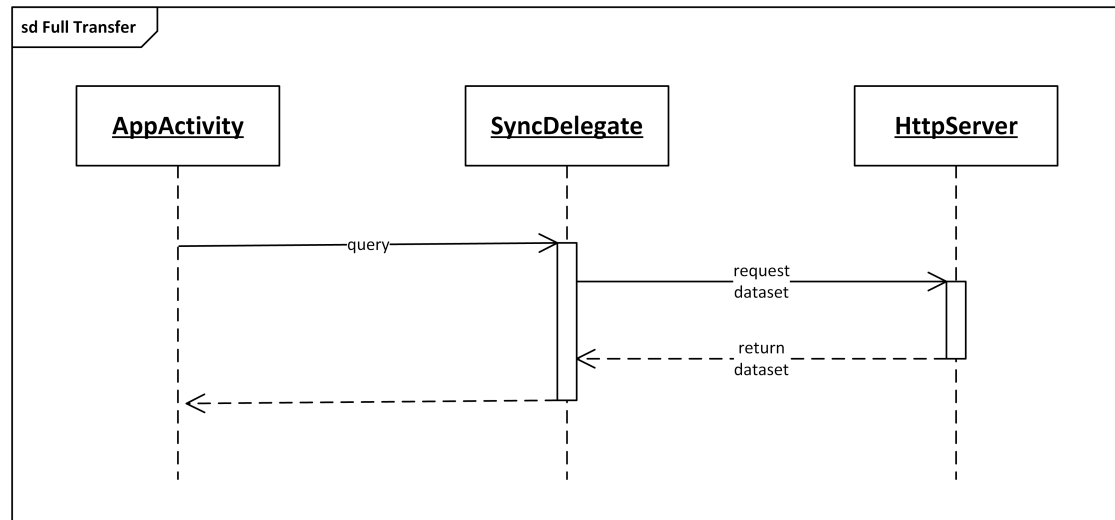 sd Full Transfer
AppActivity
SyncDelegate
HttpServer
query
request
dataset
return
dataset